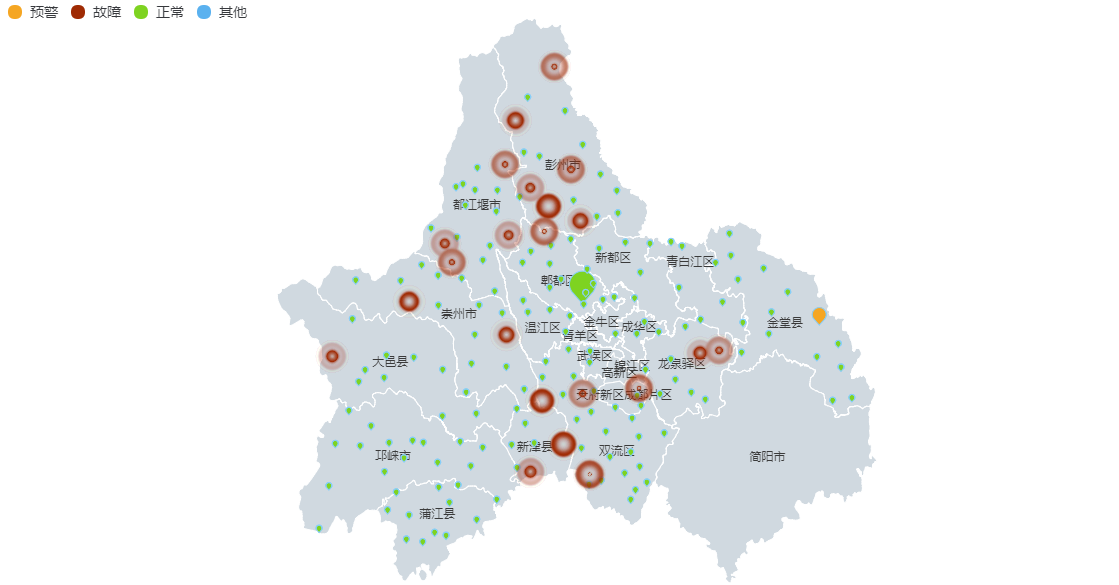 预警 故障 正常 其他
彭州市
都江堰市
新都区
青白江区
郫都区
崇州市
温江区
金牛区
成华区
金堂县
青羊区
武侯区
大邑县
锦江区
龙泉驿区
高新区
天府新区成都片区
新津县
双流区
邛崃市
简阳市
蒲江县